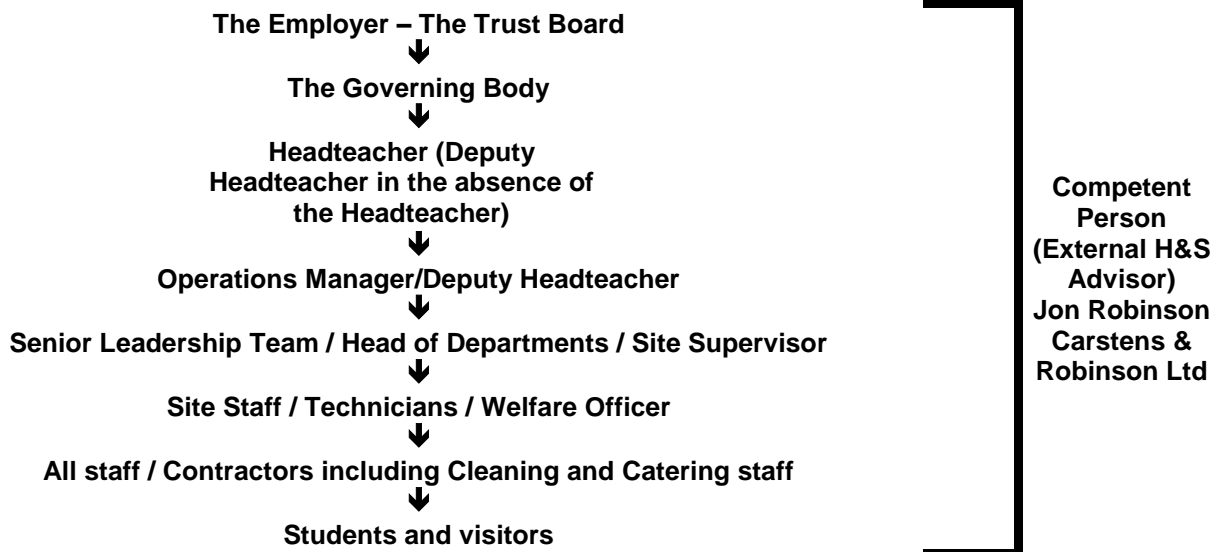 The Employer – The Trust Board
The Governing Body
Headteacher (Deputy
Headteacher in the absence of
the Headteacher)
Operations Manager/Deputy Headteacher
Senior Leadership Team / Head of Departments / Site Supervisor
Site Staff / Technicians / Welfare Officer
All staff / Contractors including Cleaning and Catering staff
Students and visitors
Competent
Person
(External H&S
Advisor)
Jon Robinson
Carstens &
Robinson Ltd